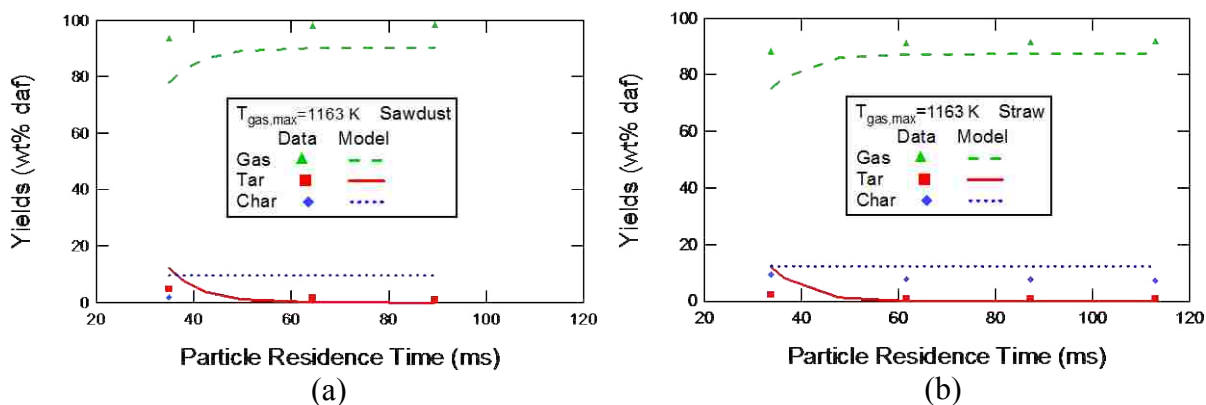 100
80
60
40
20
0
Yields (wt% daf)
T gas,max=1163 K Sawdust
Data Model
Gas
Tar
Char
20 40 60 80 100 120
Particle Residence Time (ms)
(a)
100
80
60
40
20
0
Yields (wt% daf)
T gas,max=1163 K Straw
Data Model
Gas
Tar
Char
20 40 60 80 100 120
Particle Residence Time (ms)
(b)